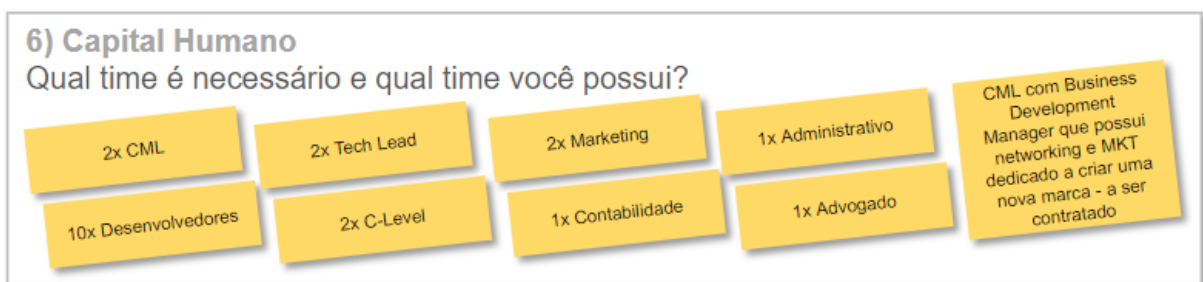 6) Capital Humano
Qual time é necessário e qual time você possui?
2x CML
2x Tech Lead
2x Marketing
1x Administrativo
10x Desenvolvedores
2x C-Level
1x Contabilidade
1x Advogado
CML com Business
Development
Manager que possui
networking e MKT
dedicado a criar uma
nova marca - a ser
contratado